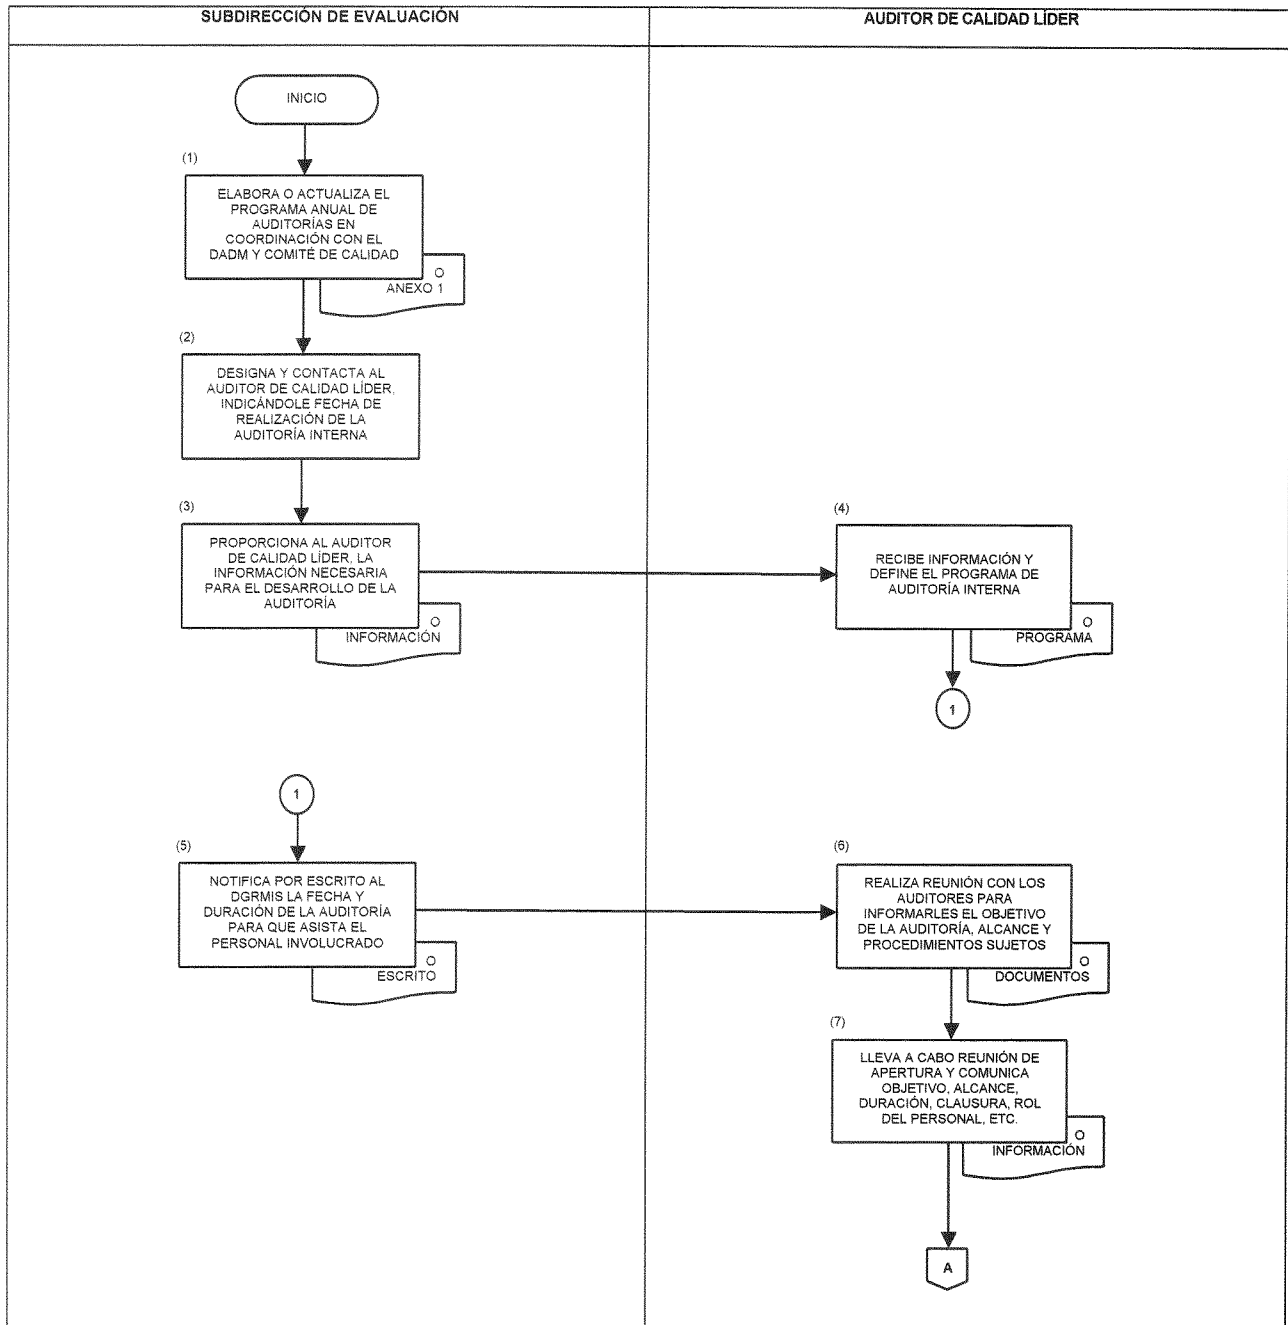 SUBDIRECCIÓN DE EVALUACIÓN
AUDITOR DE CALIDAD LÍDER
INICIO
(1)
ELABORA O ACTUALIZA EL
PROGRAMA ANUAL DE
AUDITORÍAS EN
COORDINACIÓN CON EL
DADM Y COMITÉ DE CALIDAD
O
ANEXO 1
(2)
DESIGNA Y CONTACTA AL
AUDITOR DE CALIDAD LÍDER,
INDICÁNDOLE FECHA DE
REALIZACIÓN DE LA
AUDITORÍA INTERNA
(3)
PROPORCIONA AL AUDITOR
DE CALIDAD LÍDER, LA
INFORMACIÓN NECESARIA
PARA EL DESARROLLO DE LA
AUDITORÍA
O
INFORMACIÓN
(4)
RECIBE INFORMACIÓN Y
DEFINE EL PROGRAMA DE
AUDITORÍA INTERNA
O
PROGRAMA
1
1
(5)
NOTIFICA POR ESCRITO AL
DGRMIS LA FECHA Y
DURACIÓN DE LA AUDITORÍA
PARA QUE ASISTA EL
PERSONAL INVOLUCRADO
O
ESCRITO
(6)
REALIZA REUNIÓN CON LOS
AUDITORES PARA
INFORMARLES EL OBJETIVO
DE LA AUDITORÍA, ALCANCE Y
PROCEDIMIENTOS SUJETOS
O
DOCUMENTOS
(7)
LLEVA A CABO REUNIÓN DE
APERTURA Y COMUNICA
OBJETIVO, ALCANCE,
DURACIÓN, CLAUSURA, ROL
DEL PERSONAL, ETC.
O
INFORMACIÓN
A